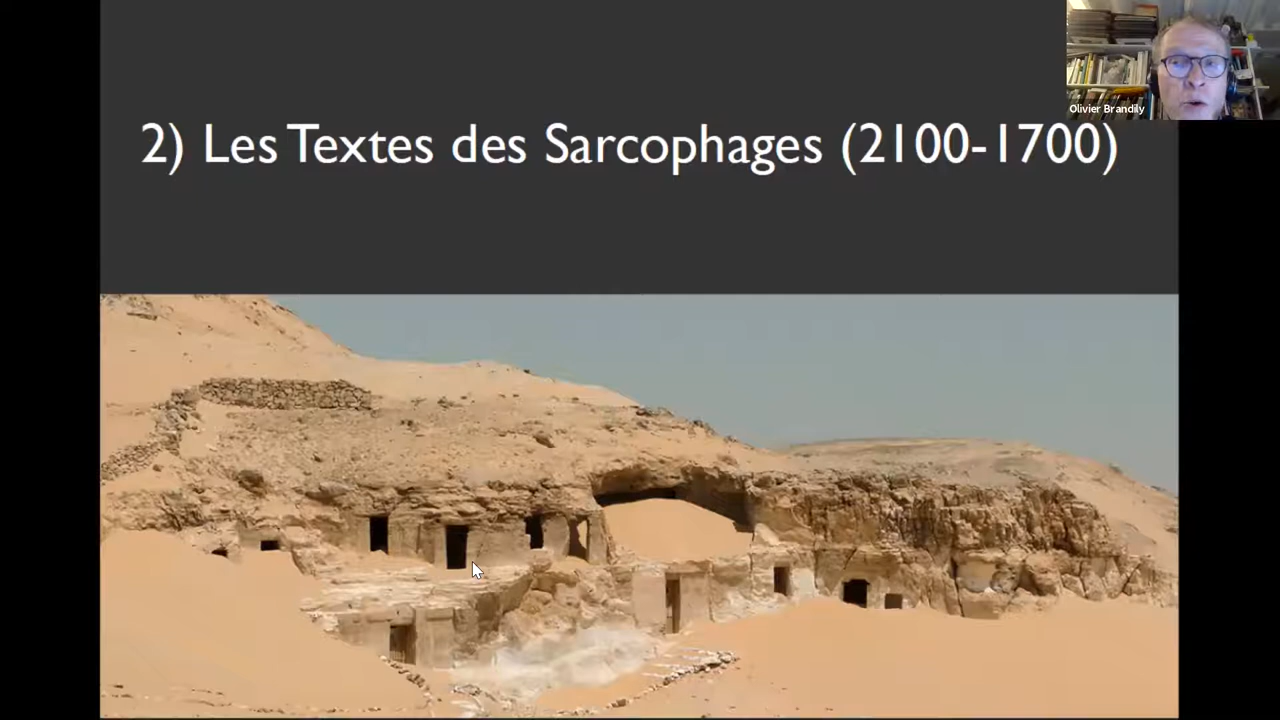 Olivier Brandily
2) Les Textes des Sarcophages (2100-1700)